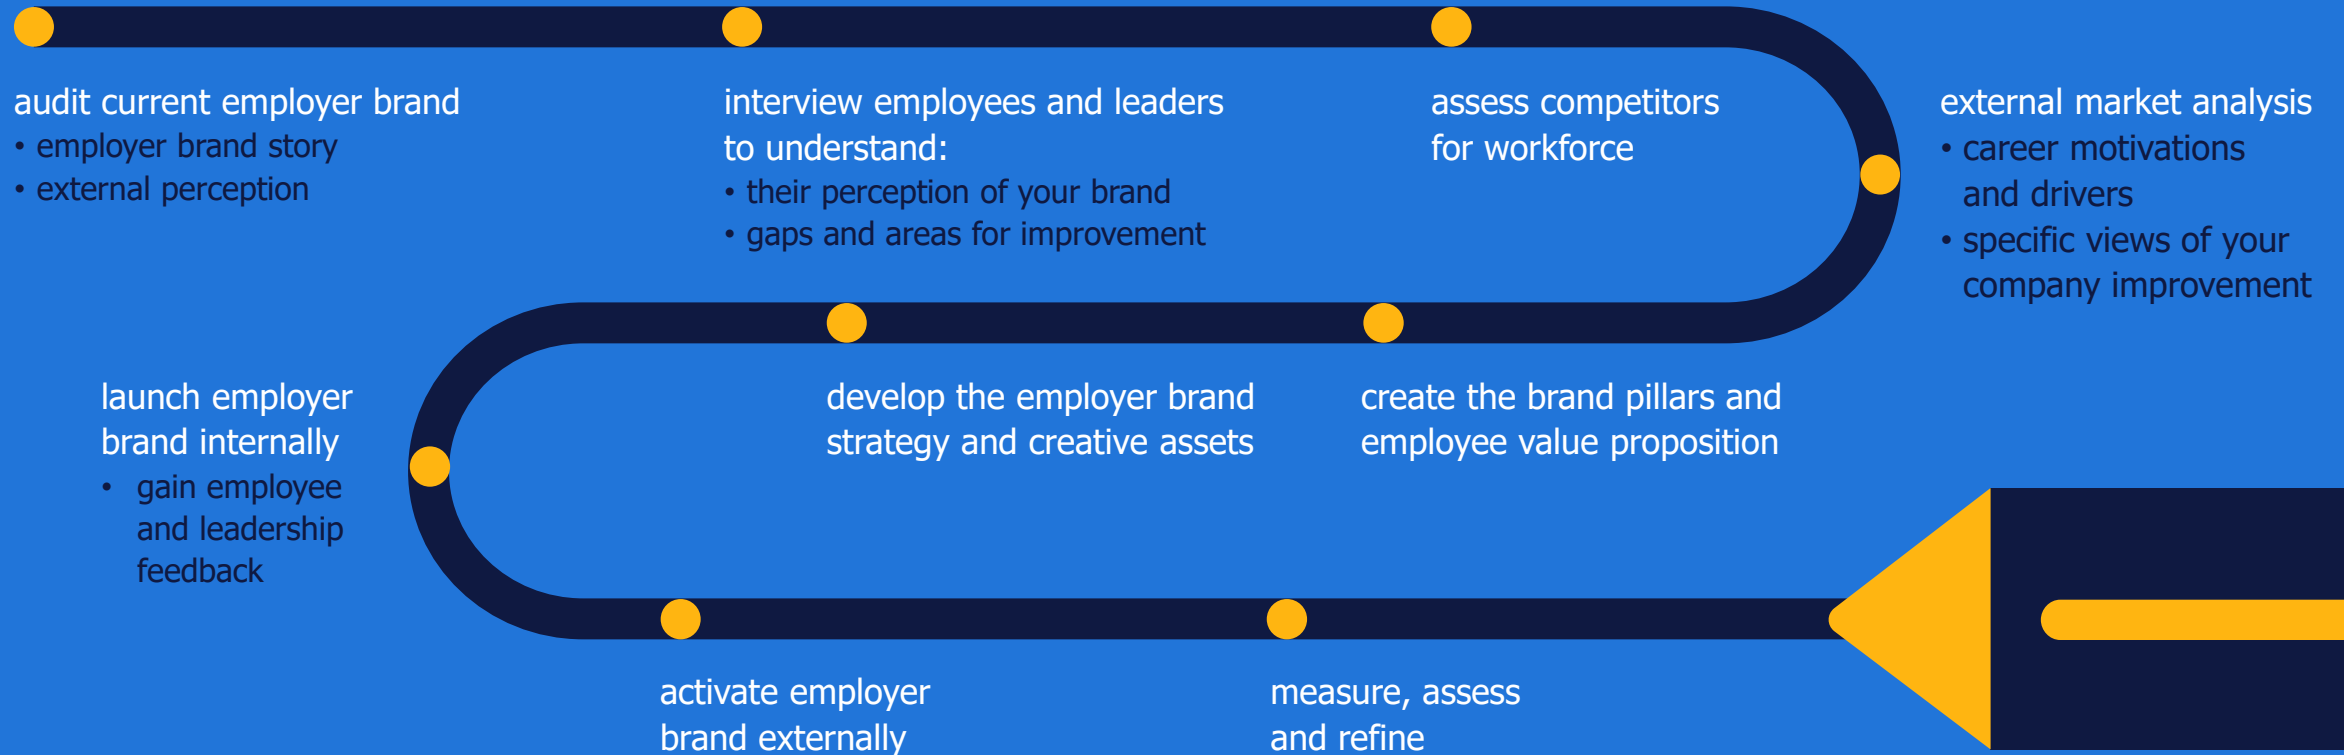 audit current employer brand
• employer brand story
• external perception
interview employees and leaders
to understand:
• their perception of your brand
• gaps and areas for improvement
assess competitors
for workforce
external market analysis
• career motivations
and drivers
• specific views of your
company improvement
create the brand pillars and
employee value proposition
develop the employer brand
strategy and creative assets
launch employer
brand internally
• gain employee
and leadership
feedback
activate employer
brand externally
measure, assess
and refine